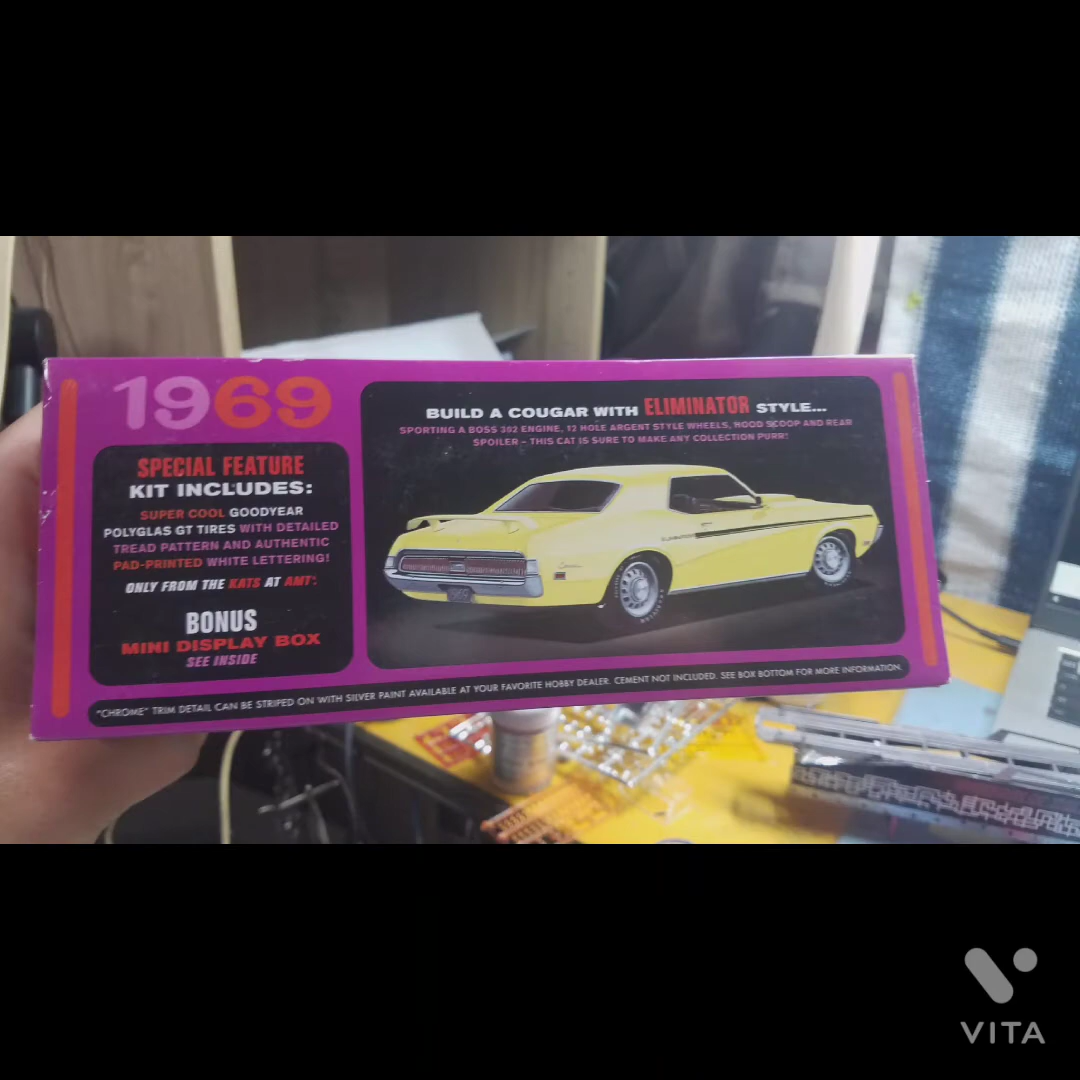 1969
SPECIAL FEATURE
KIT INCLUDES:
SUPER COOL GOODYEAR
POLYGLAS GT TIRES WITH DETAILED
TREAD PATTERN AND AUTHENTIC
PAD-PRINTED WHITE LETTERING!
ONLY FROM THE KATS AT AMT!
BONUS
MINI DISPLAY BOX
SEE INSIDE
BUILD A COUGAR WITH ELIMINATOR STYLE...
SPORTING A BOSS 302 ENGINE, 12 HOLE ARGENT STYLE WHEELS, HOOD SCOOP AND REAR
SPOILER – THIS CAT IS SURE TO MAKE ANY COLLECTION PURR!
ELIMINATOR
Cougar
1969
"CHROME" TRIM DETAIL CAN BE STRIPED ON WITH SILVER PAINT AVAILABLE AT YOUR FAVORITE HOBBY DEALER. CEMENT NOT INCLUDED. SEE BOX BOTTOM FOR MORE INFORMATION.
VITA